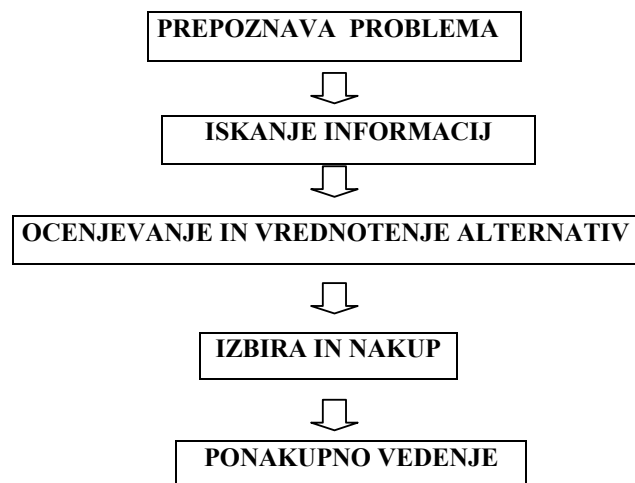 PREPOZNAVA PROBLEMA
ISKANJE INFORMACIJ
OCENJEVANJE IN VREDNOTENJE ALTERNATIV
IZBIRA IN NAKUP
PONAKUPNO VEDENJE